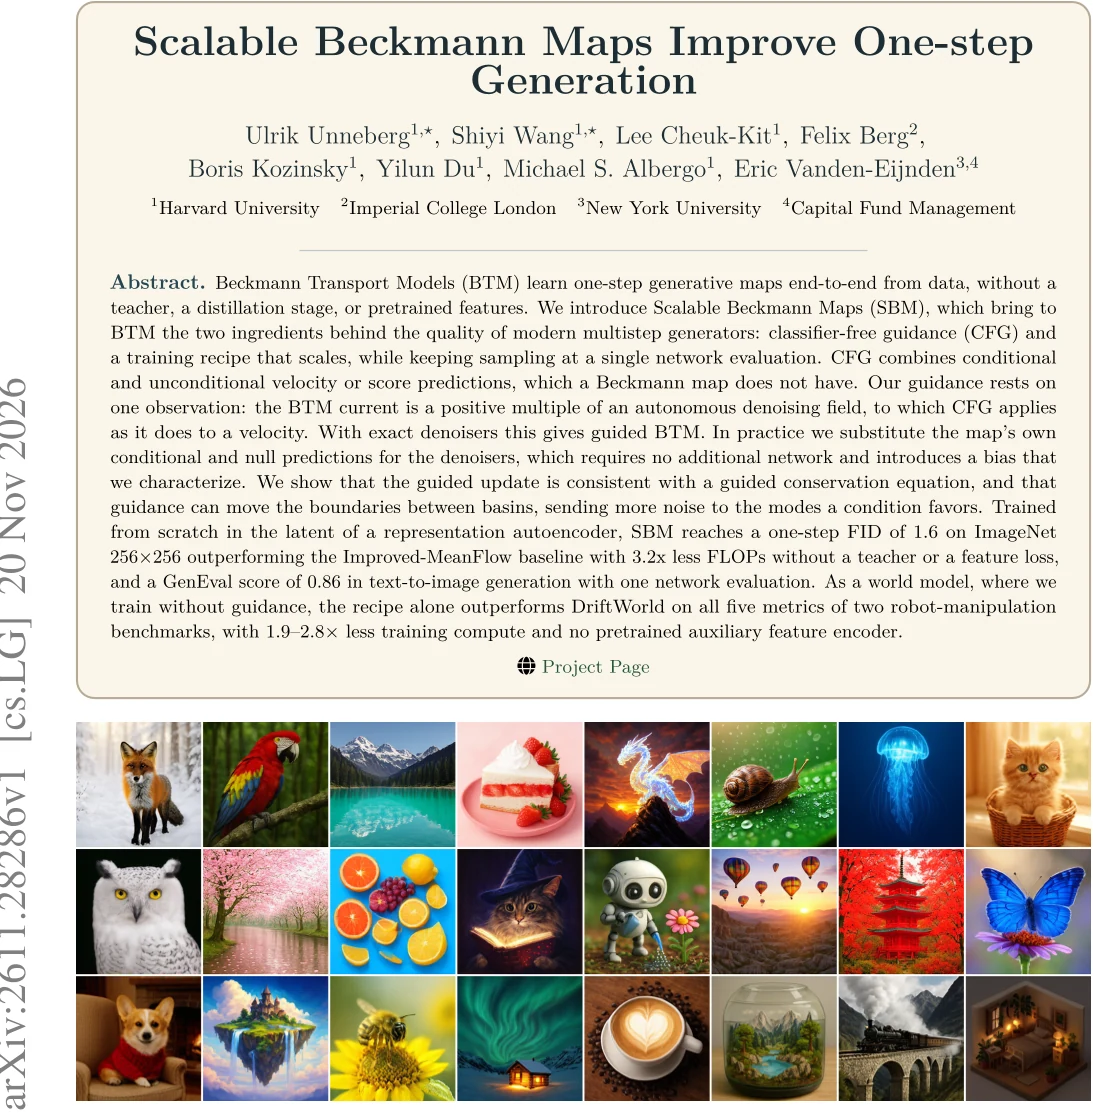 Scalable Beckmann Maps Improve One-step
Generation
Ulrik Unneberg1,⋆, Shiyi Wang1,⋆, Lee Cheuk-Kit1, Felix Berg2,
Boris Kozinsky1, Yilun Du1, Michael S. Albergo1, Eric Vanden-Eijnden3,4
1Harvard University 2Imperial College London 3New York University 4Capital Fund Management
Abstract. Beckmann Transport Models (BTM) learn one-step generative maps end-to-end from data, without a
teacher, a distillation stage, or pretrained features. We introduce Scalable Beckmann Maps (SBM), which bring to
BTM the two ingredients behind the quality of modern multistep generators: classifier-free guidance (CFG) and
a training recipe that scales, while keeping sampling at a single network evaluation. CFG combines conditional
and unconditional velocity or score predictions, which a Beckmann map does not have. Our guidance rests on
one observation: the BTM current is a positive multiple of an autonomous denoising field, to which CFG applies
as it does to a velocity. With exact denoisers this gives guided BTM. In practice we substitute the map's own
conditional and null predictions for the denoisers, which requires no additional network and introduces a bias that
we characterize. We show that the guided update is consistent with a guided conservation equation, and that
guidance can move the boundaries between basins, sending more noise to the modes a condition favors. Trained
from scratch in the latent of a representation autoencoder, SBM reaches a one-step FID of 1.6 on ImageNet
256×256 outperforming the Improved-MeanFlow baseline with 3.2x less FLOPs without a teacher or a feature loss,
and a GenEval score of 0.86 in text-to-image generation with one network evaluation. As a world model, where we
train without guidance, the recipe alone outperforms DriftWorld on all five metrics of two robot-manipulation
benchmarks, with 1.9–2.8× less training compute and no pretrained auxiliary feature encoder.
Project Page
arXiv:2611.28286v1 [cs.LG] 20 Nov 2026